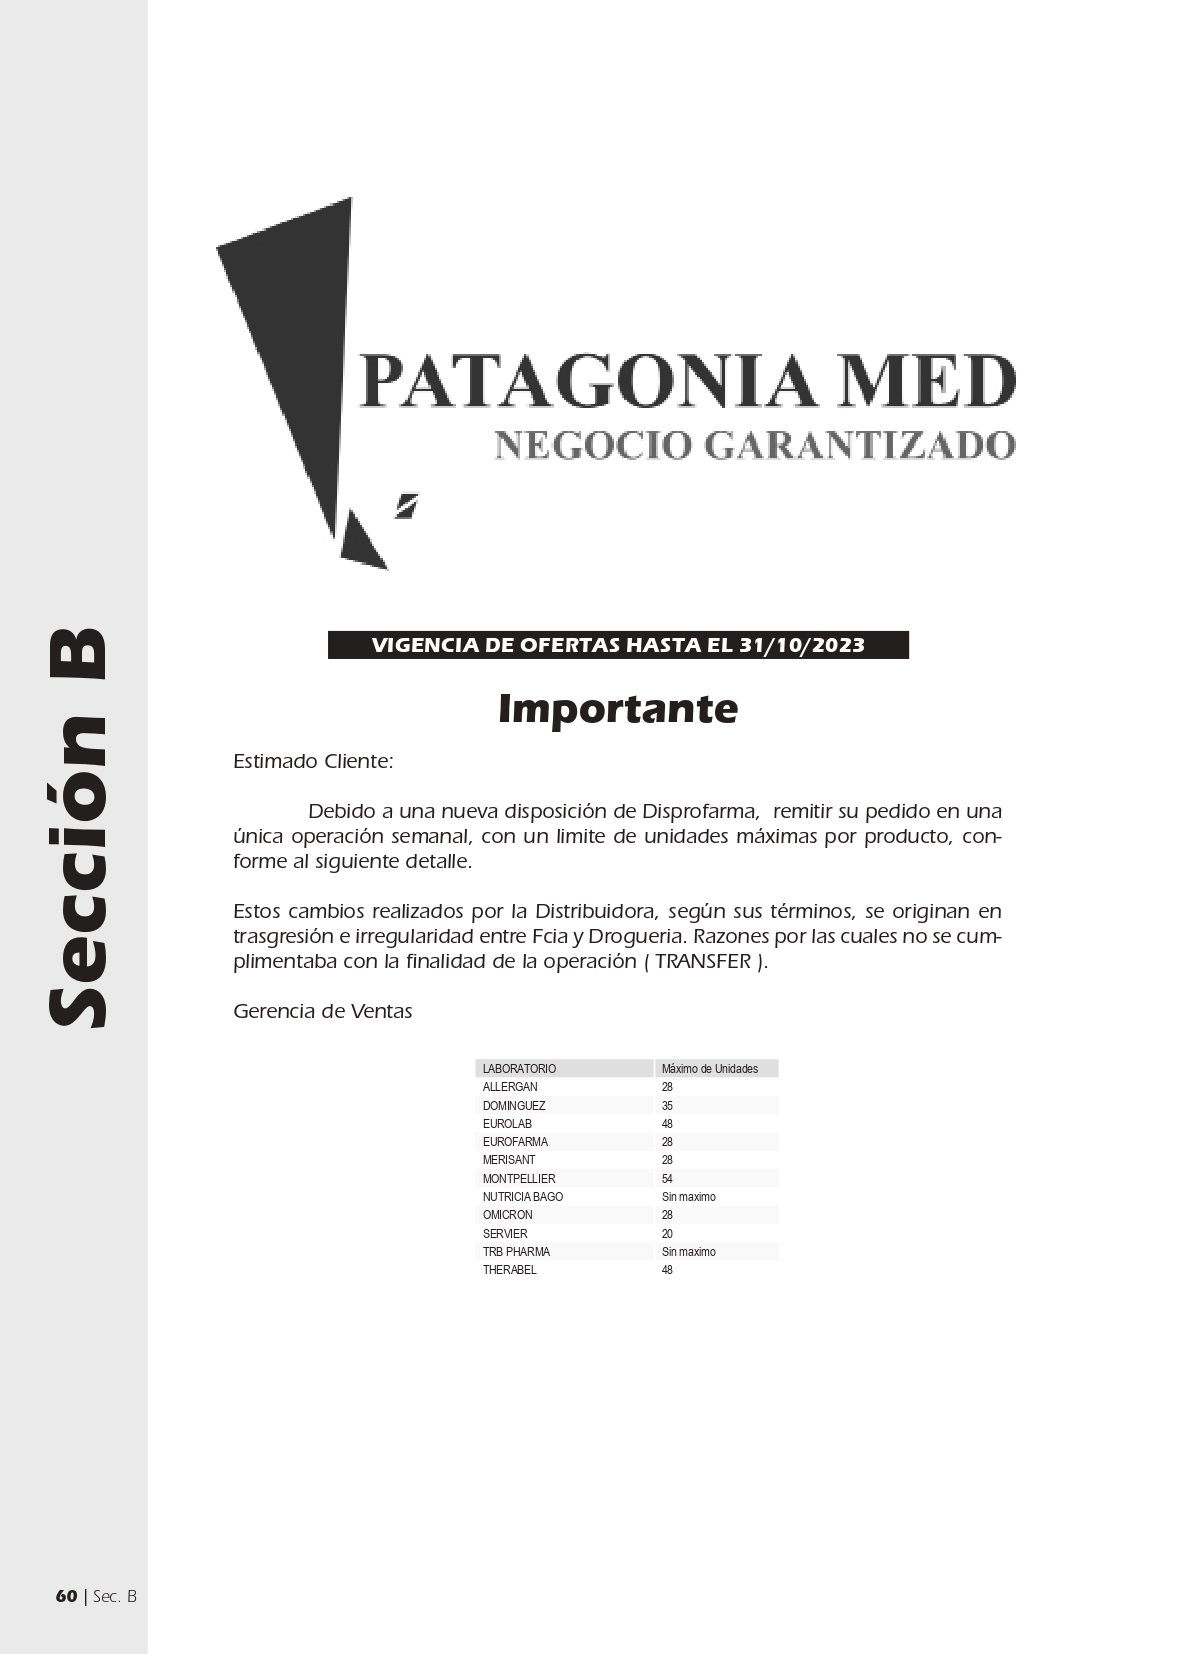 PATAGONIA MED
NEGOCIO GARANTIZADO
VIGENCIA DE OFERTAS HASTA EL 31/10/2023
Importante
Estimado Cliente:
Debido a una nueva disposición de Disprofarma,  remitir su pedido en una
única operación semanal, con un limite de unidades máximas por producto, con-
forme al siguiente detalle.
Estos cambios realizados por la Distribuidora, según sus términos, se originan en
trasgresión e irregularidad entre Fcia y Drogueria. Razones por las cuales no se cum-
plimentaba con la finalidad de la operación ( TRANSFER ).
Gerencia de Ventas
LABORATORIO Máximo de Unidades
ALLERGAN 28
DOMINGUEZ 35
EUROLAB 48
EUROFARMA 28
MERISANT 28
MONTPELLIER 54
NUTRICIA BAGO Sin maximo
OMICRON 28
SERVIER 20
TRB PHARMA Sin maximo
THERABEL 48
Sección B
60 | Sec. B